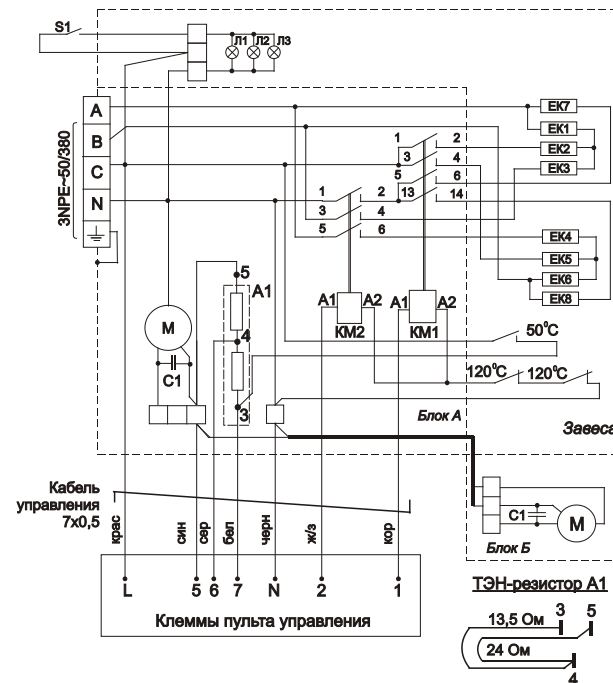 S1
Л1 Л2 Л3
3NPE~50/380
A
B
C
N
EK7
EK1
EK2
EK3
1 2
3 4
5 6
13 14
1 2
3 4
5 6
EK4
EK5
EK6
EK8
5
A1
4
3
M
C1
A1 A2
KM2
A1 A2
KM1
50°C
120°C 120°C
Блок А
Завеса
Кабель
управления
7x0,5
крас
син
сер
бел
черн
ж/з
кор
C1
M
Блок Б
L 5 6 7 N 2 1
Клеммы пульта управления
ТЭН-резистор А1
13,5 Ом 3 5
24 Ом
4